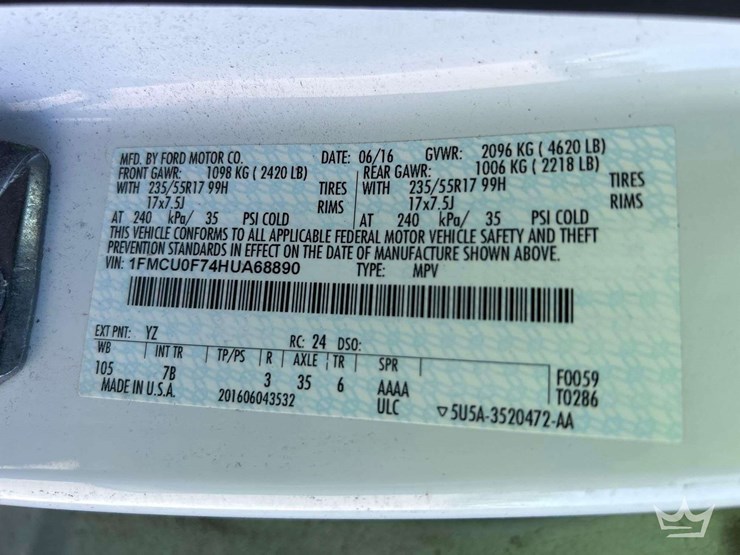 MFD. BY FORD MOTOR CO. DATE: 06/16 GVWR: 2096 KG ( 4620 LB)
FRONT GAWR: 1098 KG ( 2420 LB) REAR GAWR: 1006 KG ( 2218 LB)
WITH 235/55R17 99H TIRES WITH 235/55R17 99H TIRES
17x7.5J RIMS 17x7.5J RIMS
AT 240 kPa/ 35 PSI COLD AT 240 kPa/ 35 PSI COLD
THIS VEHICLE CONFORMS TO ALL APPLICABLE FEDERAL MOTOR VEHICLE SAFETY AND THEFT
PREVENTION STANDARDS IN EFFECT ON THE DATE OF MANUFACTURE SHOWN ABOVE.
VIN: 1FMCU0F74HUA68890 TYPE: MPV
EXT PNT: YZ RC: 24 DSO:
WB INT TR TP/PS R AXLE TR SPR
105 7B 3 35 6 AAAA F0059
MADE IN U.S.A. 201606043532 ULC T0286
▽5U5A-3520472-AA